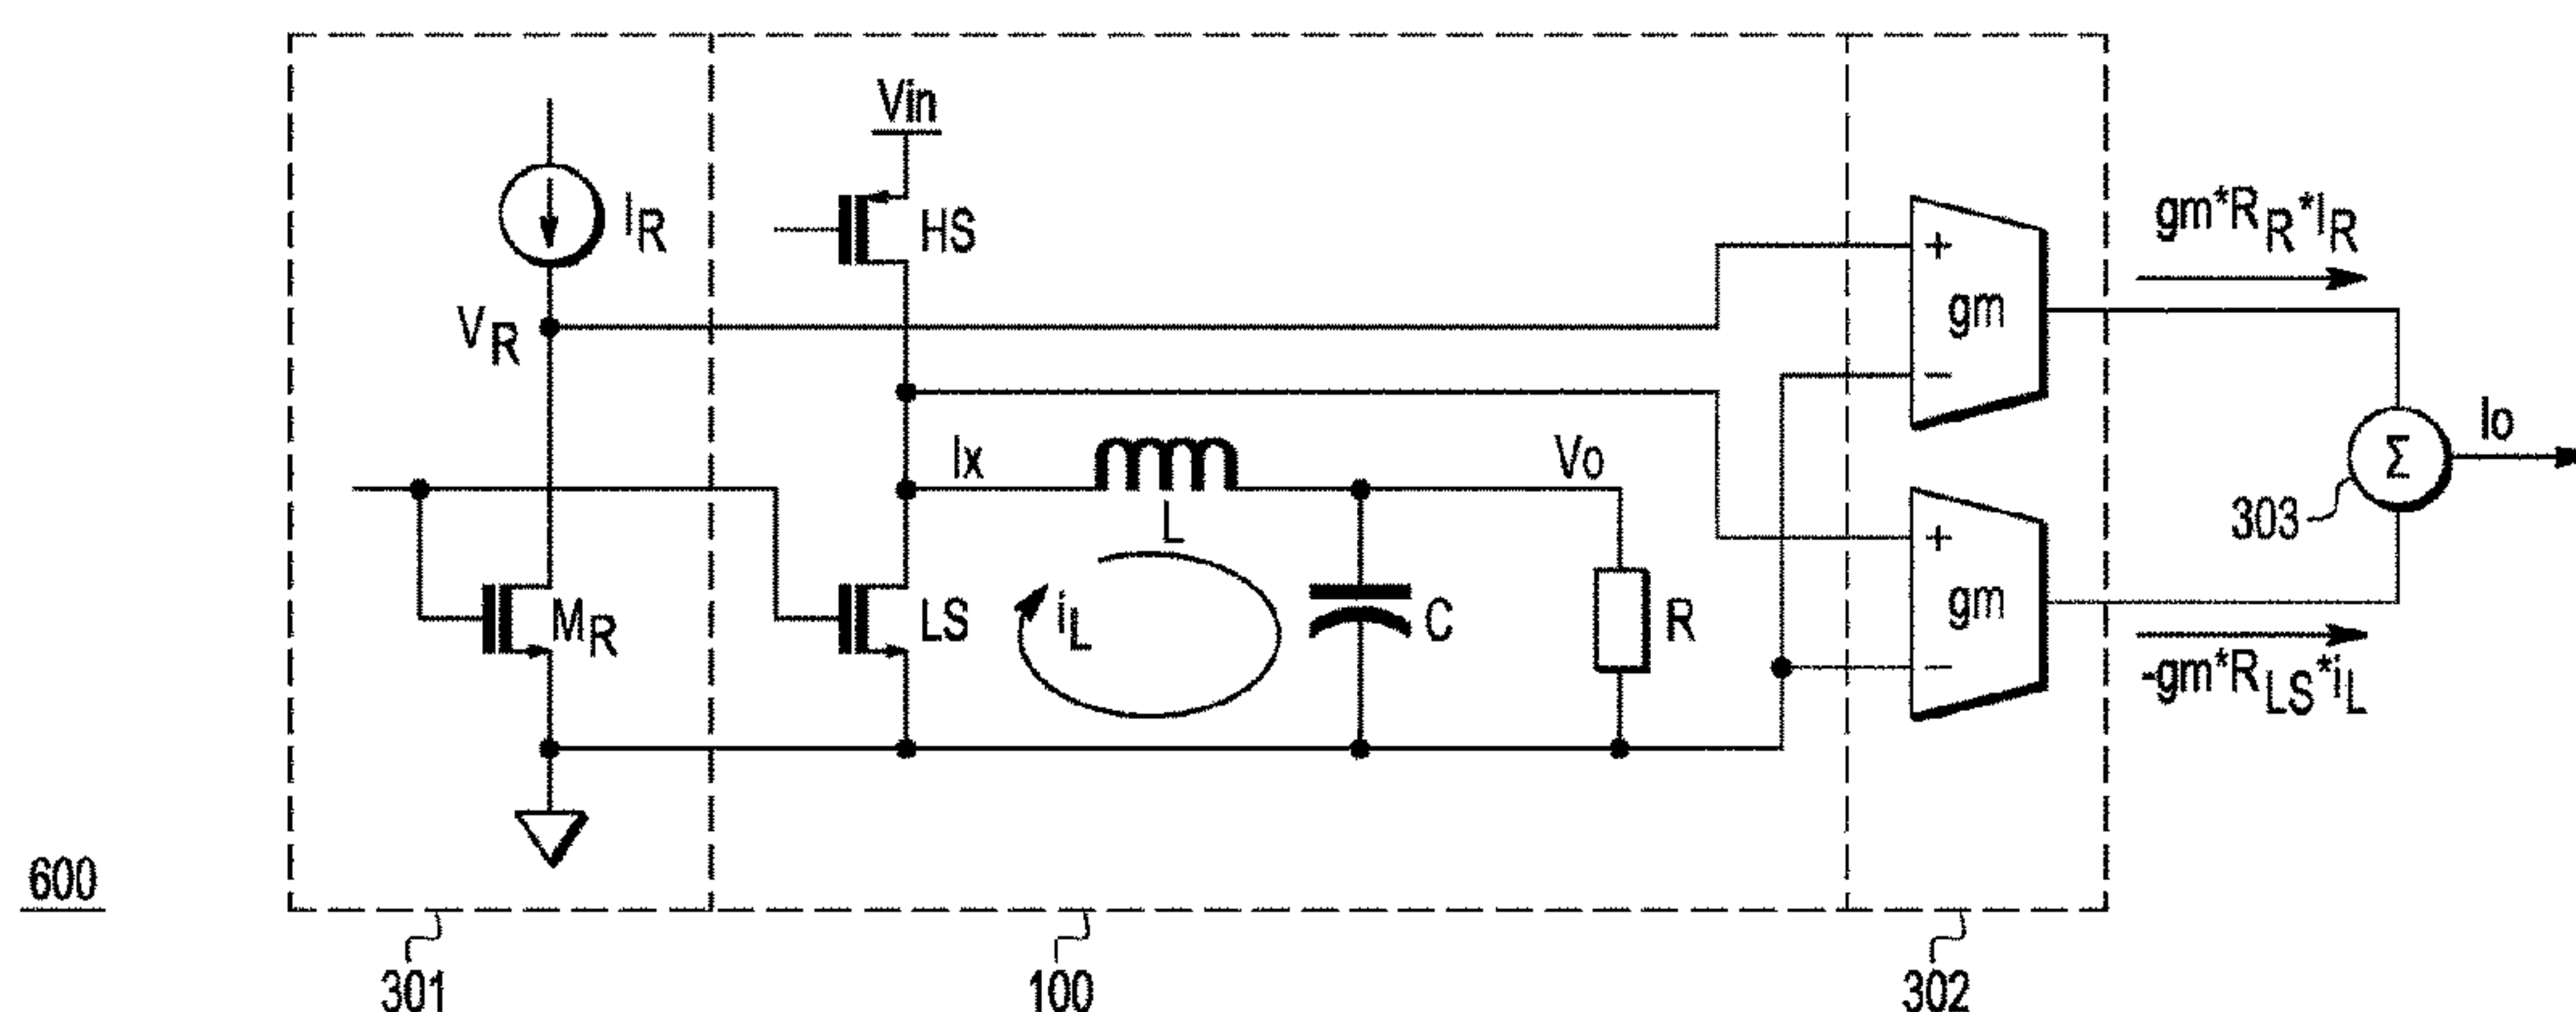 Vin
IR
HS
VR
Ix
L
Vo
MR
LS
iL
C
R
+
gm
−
+
gm
−
gm*RR*IR
Σ
Io
303
-gm*RLS*iL
600
301
100
302